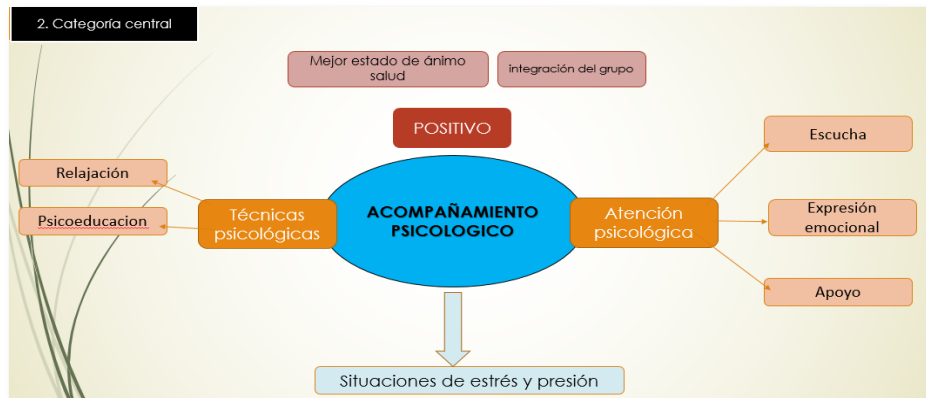 2. Categoría central
Mejor estado de ánimo
salud
integración del grupo
POSITIVO
Escucha
Relajación
Psicoeducacion
Técnicas
psicológicas
ACOMPAÑAMIENTO
PSICOLOGICO
Atención
psicológica
Expresión
emocional
Apoyo
Situaciones de estrés y presión